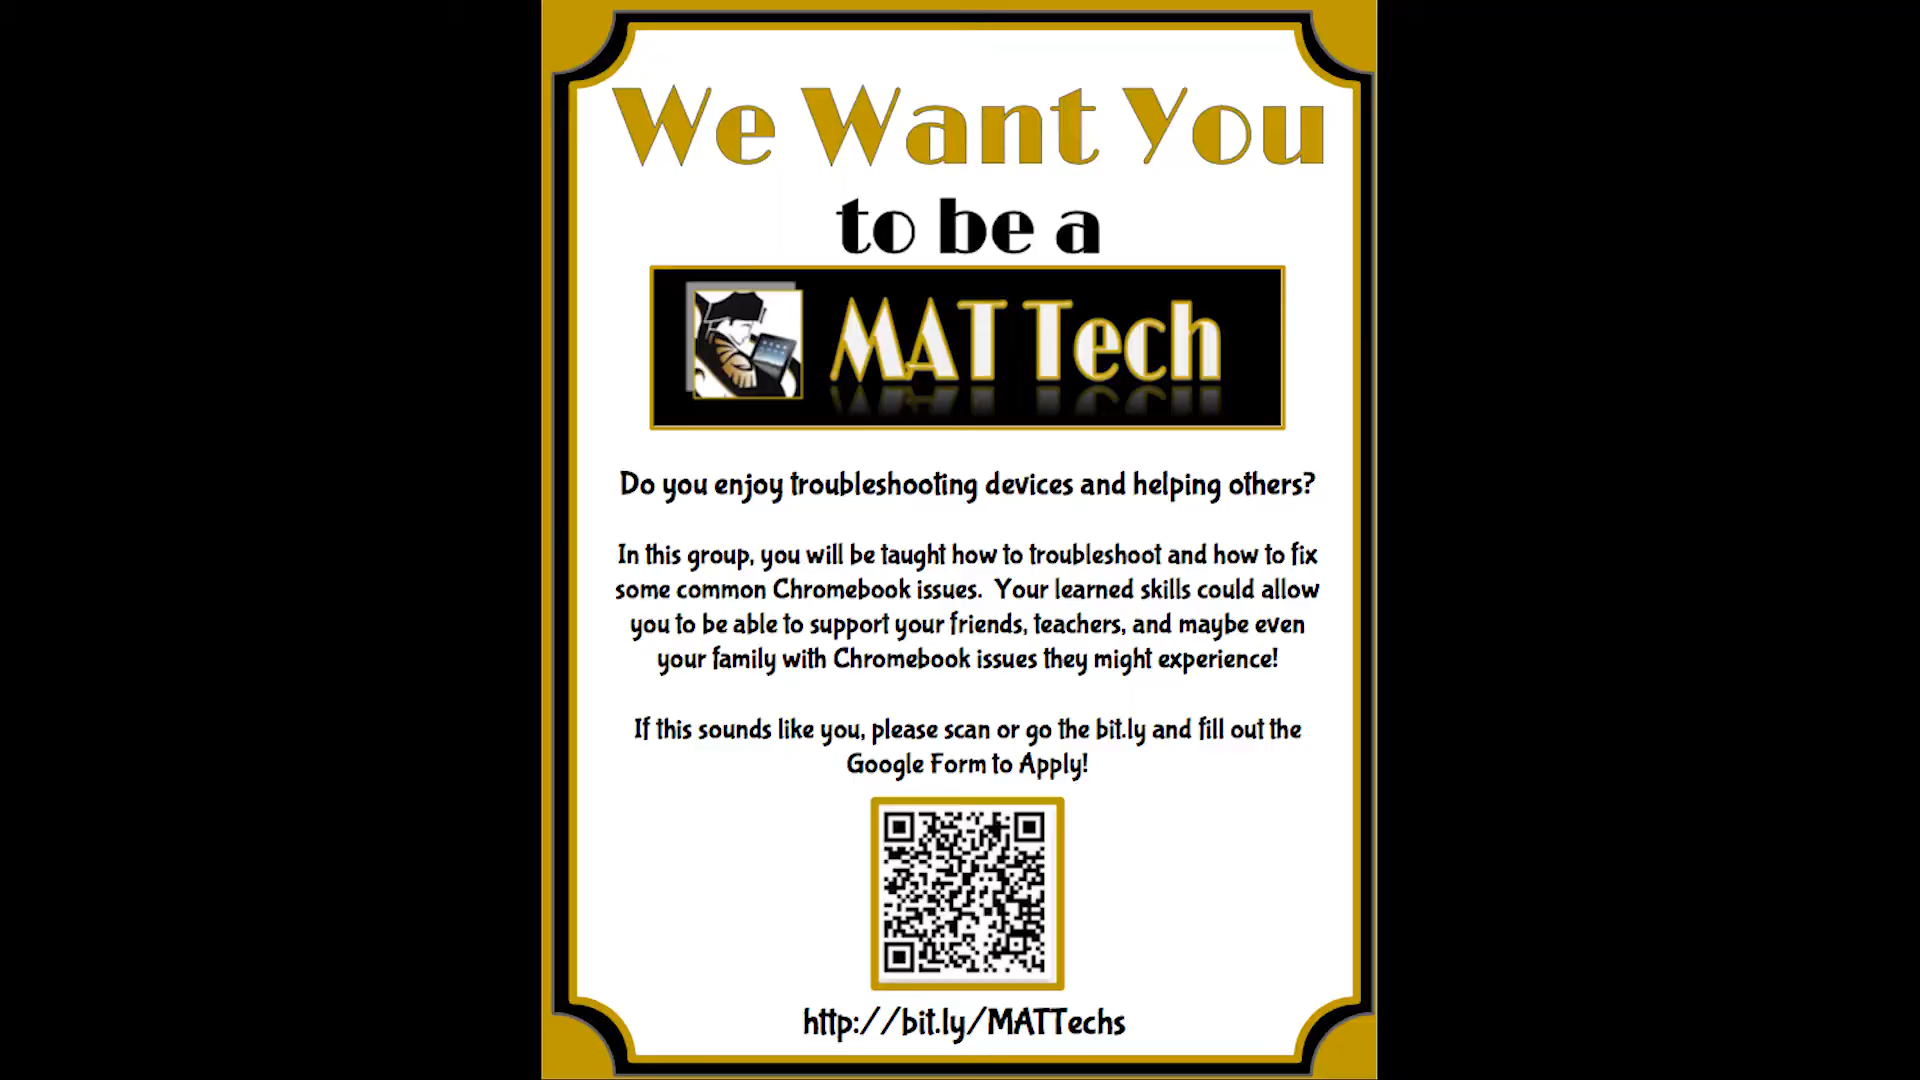 We Want You
to be a
MAT Tech
Do you enjoy troubleshooting devices and helping others?
In this group, you will be taught how to troubleshoot and how to fix
some common Chromebook issues.  Your learned skills could allow
you to be able to support your friends, teachers, and maybe even
your family with Chromebook issues they might experience!
If this sounds like you, please scan or go the bit.ly and fill out the
Google Form to Apply!
http://bit.ly/MATTechs